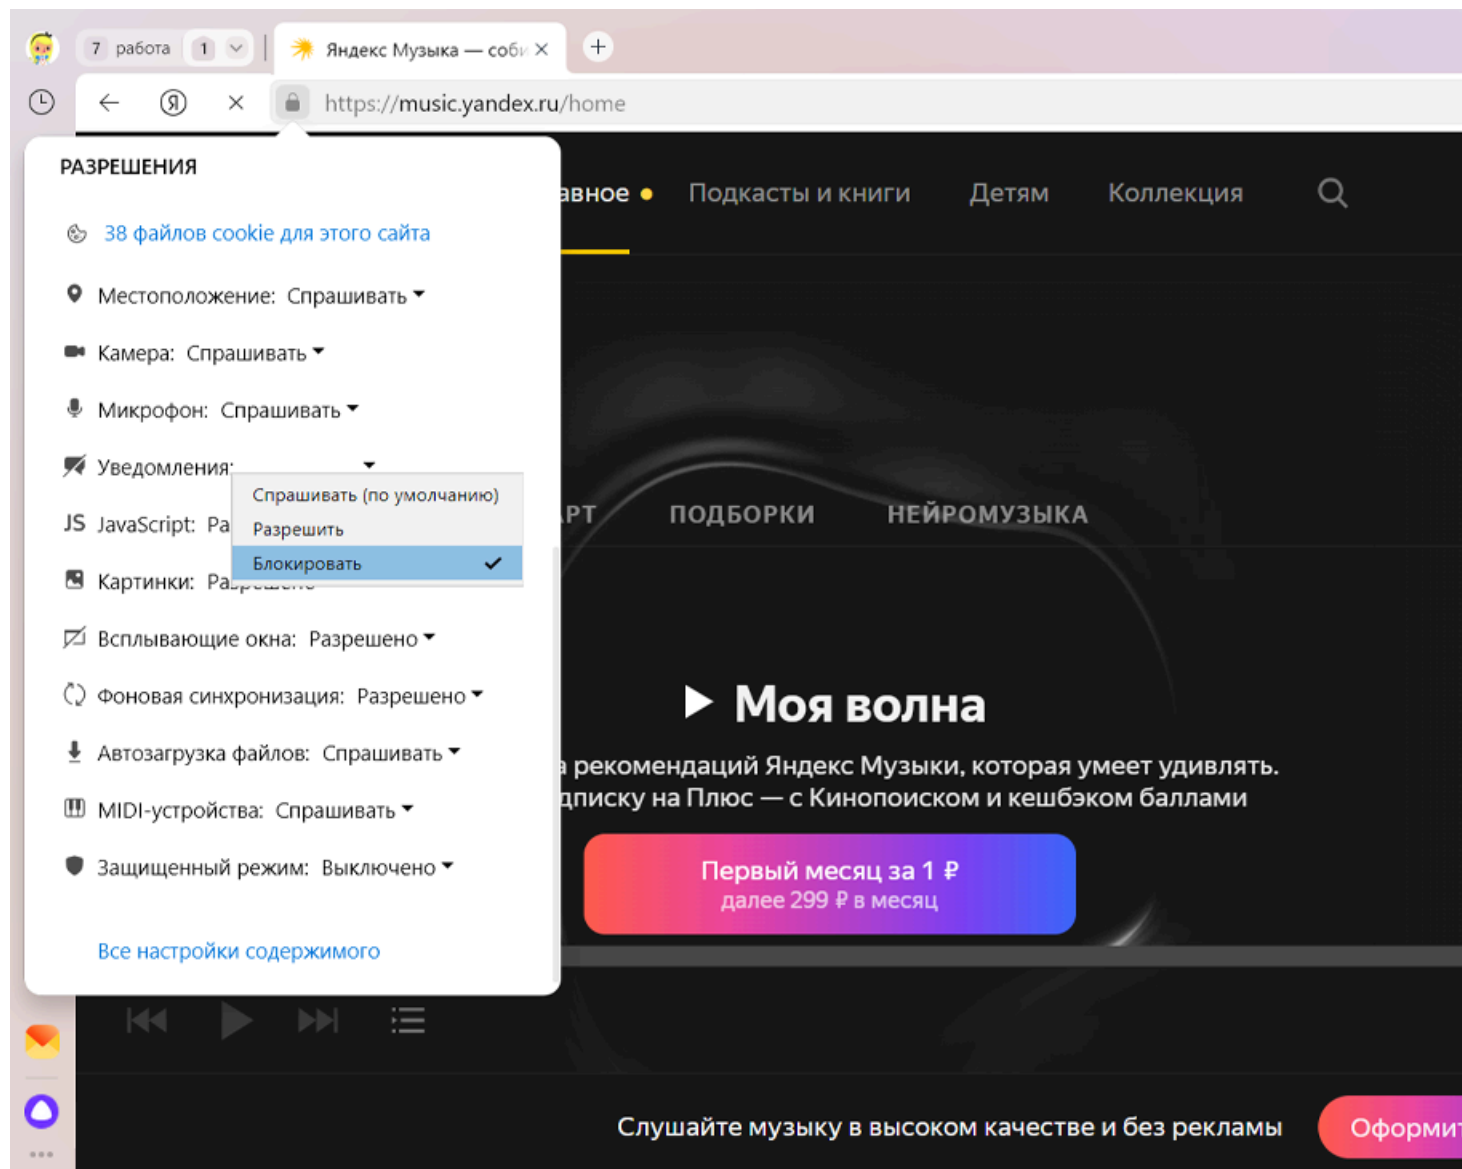 7 работа 1
Яндекс Музыка — соби
https://music.yandex.ru/home
РАЗРЕШЕНИЯ
38 файлов cookie для этого сайта
Местоположение: Спрашивать
Камера: Спрашивать
Микрофон: Спрашивать
Уведомления:
Спрашивать (по умолчанию)
Разрешить
Блокировать
JS JavaScript: Ра
Картинки: Разрешено
Всплывающие окна: Разрешено
Фоновая синхронизация: Разрешено
Автозагрузка файлов: Спрашивать
MIDI-устройства: Спрашивать
Защищенный режим: Выключено
Все настройки содержимого
авное Подкасты и книги Детям Коллекция
АРТ ПОДБОРКИ НЕЙРОМУЗЫКА
Моя волна
а рекомендаций Яндекс Музыки, которая умеет удивлять.
дписку на Плюс — с Кинопоиском и кешбэком баллами
Первый месяц за 1 ₽
далее 299 ₽ в месяц
Слушайте музыку в высоком качестве и без рекламы
Оформит